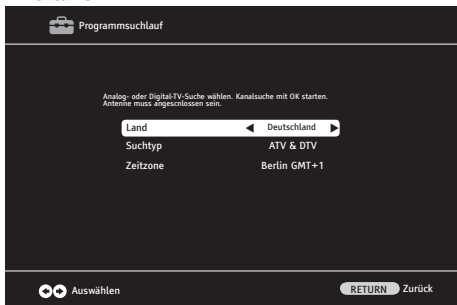 Programmsuchlauf
Analog- oder Digital-TV-Suche wählen. Kanalsuche mit OK starten.
Antenne muss angescnlossen sein.
Land Deutschland
Suchtyp ATV & DTV
Zeitzone Berlin GMT+1
Auswählen RETURN Zurück